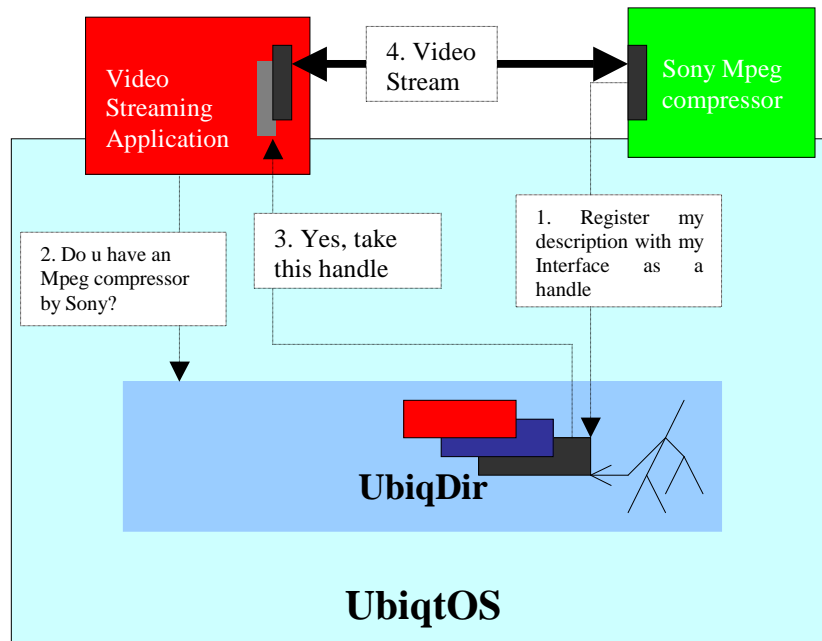 Video
Streaming
Application
4. Video
Stream
Sony Mpeg
compressor
2. Do u have an
Mpeg compressor
by Sony?
3. Yes, take
this handle
1. Register my
description with my
Interface as a
handle
UbiqDir
UbiqtOS